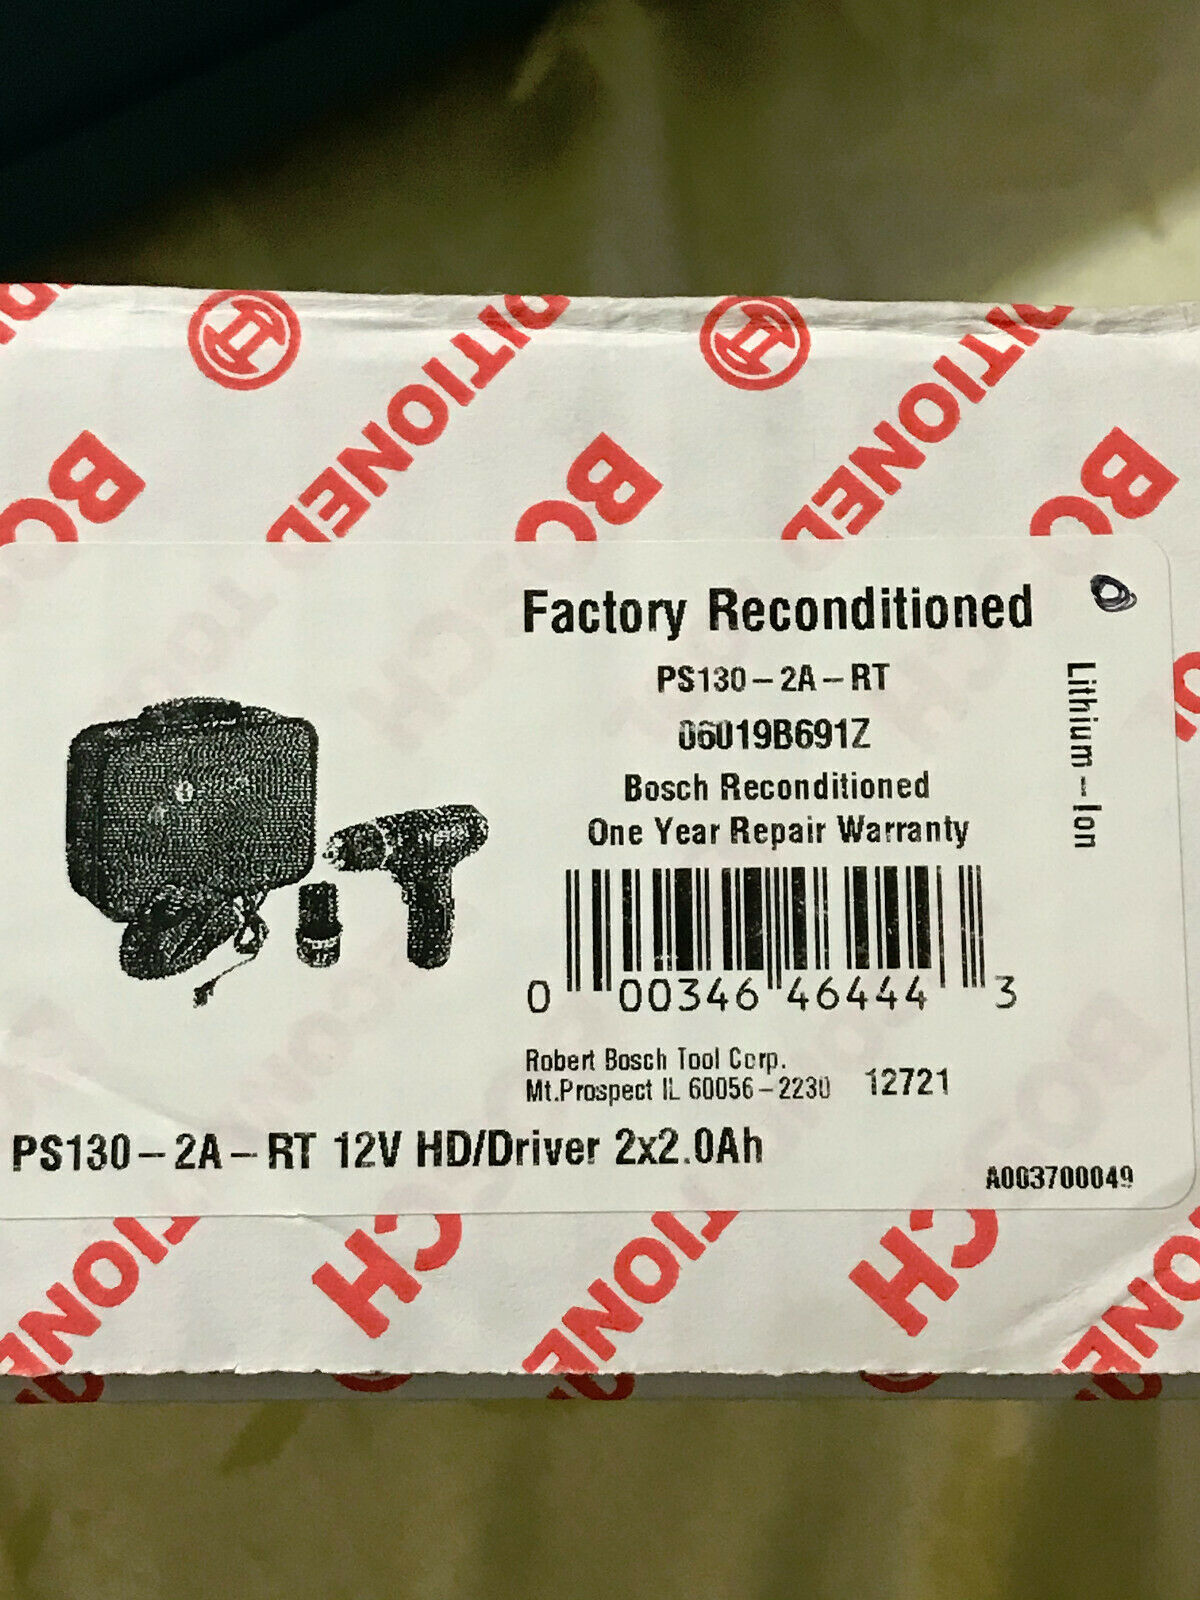 Factory Reconditioned
PS130-2A-RT
06019B691Z
Bosch Reconditioned
One Year Repair Warranty
Lithium-Ion
0 00346 46444 3
Robert Bosch Tool Corp.
Mt.Prospect IL 60056-2230 12721
PS130-2A-RT 12V HD/Driver 2x2.0Ah
A003700049